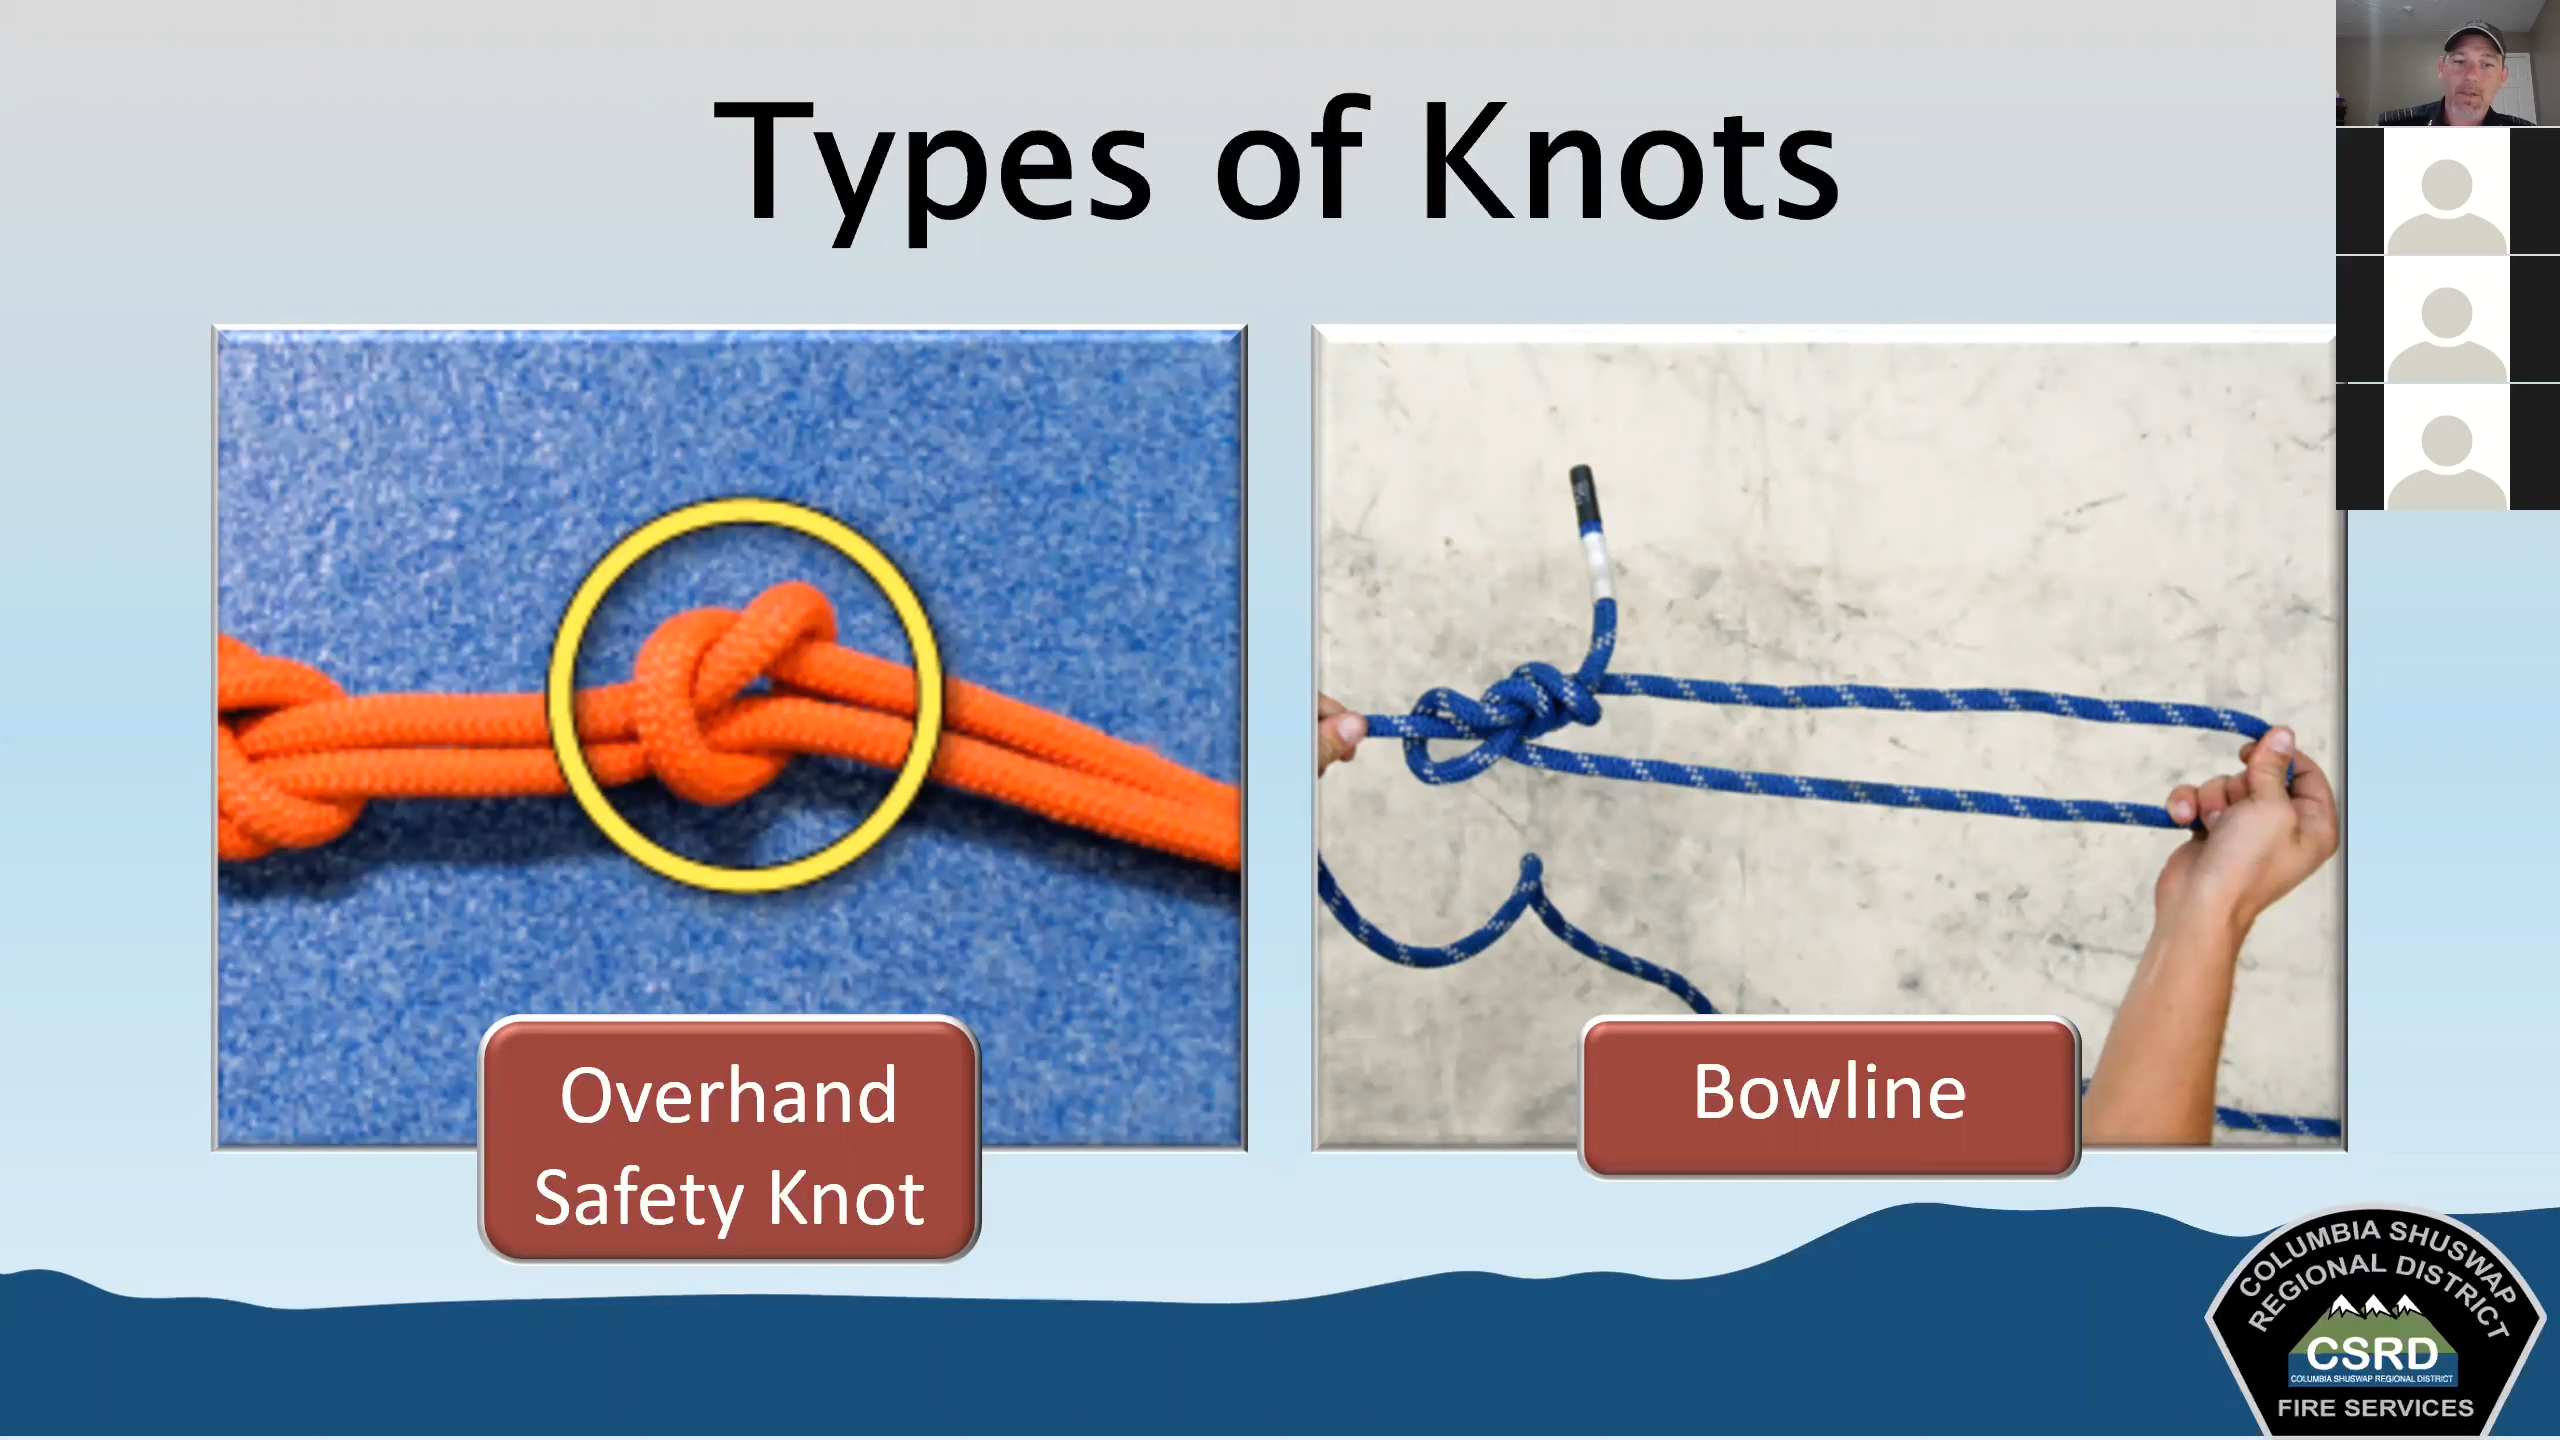 Types of Knots
Overhand
Safety Knot
Bowline
COLUMBIA SHUSWAP
REGIONAL DISTRICT
CSRD
COLUMBIA SHUSWAP REGIONAL DISTRICT
FIRE SERVICES